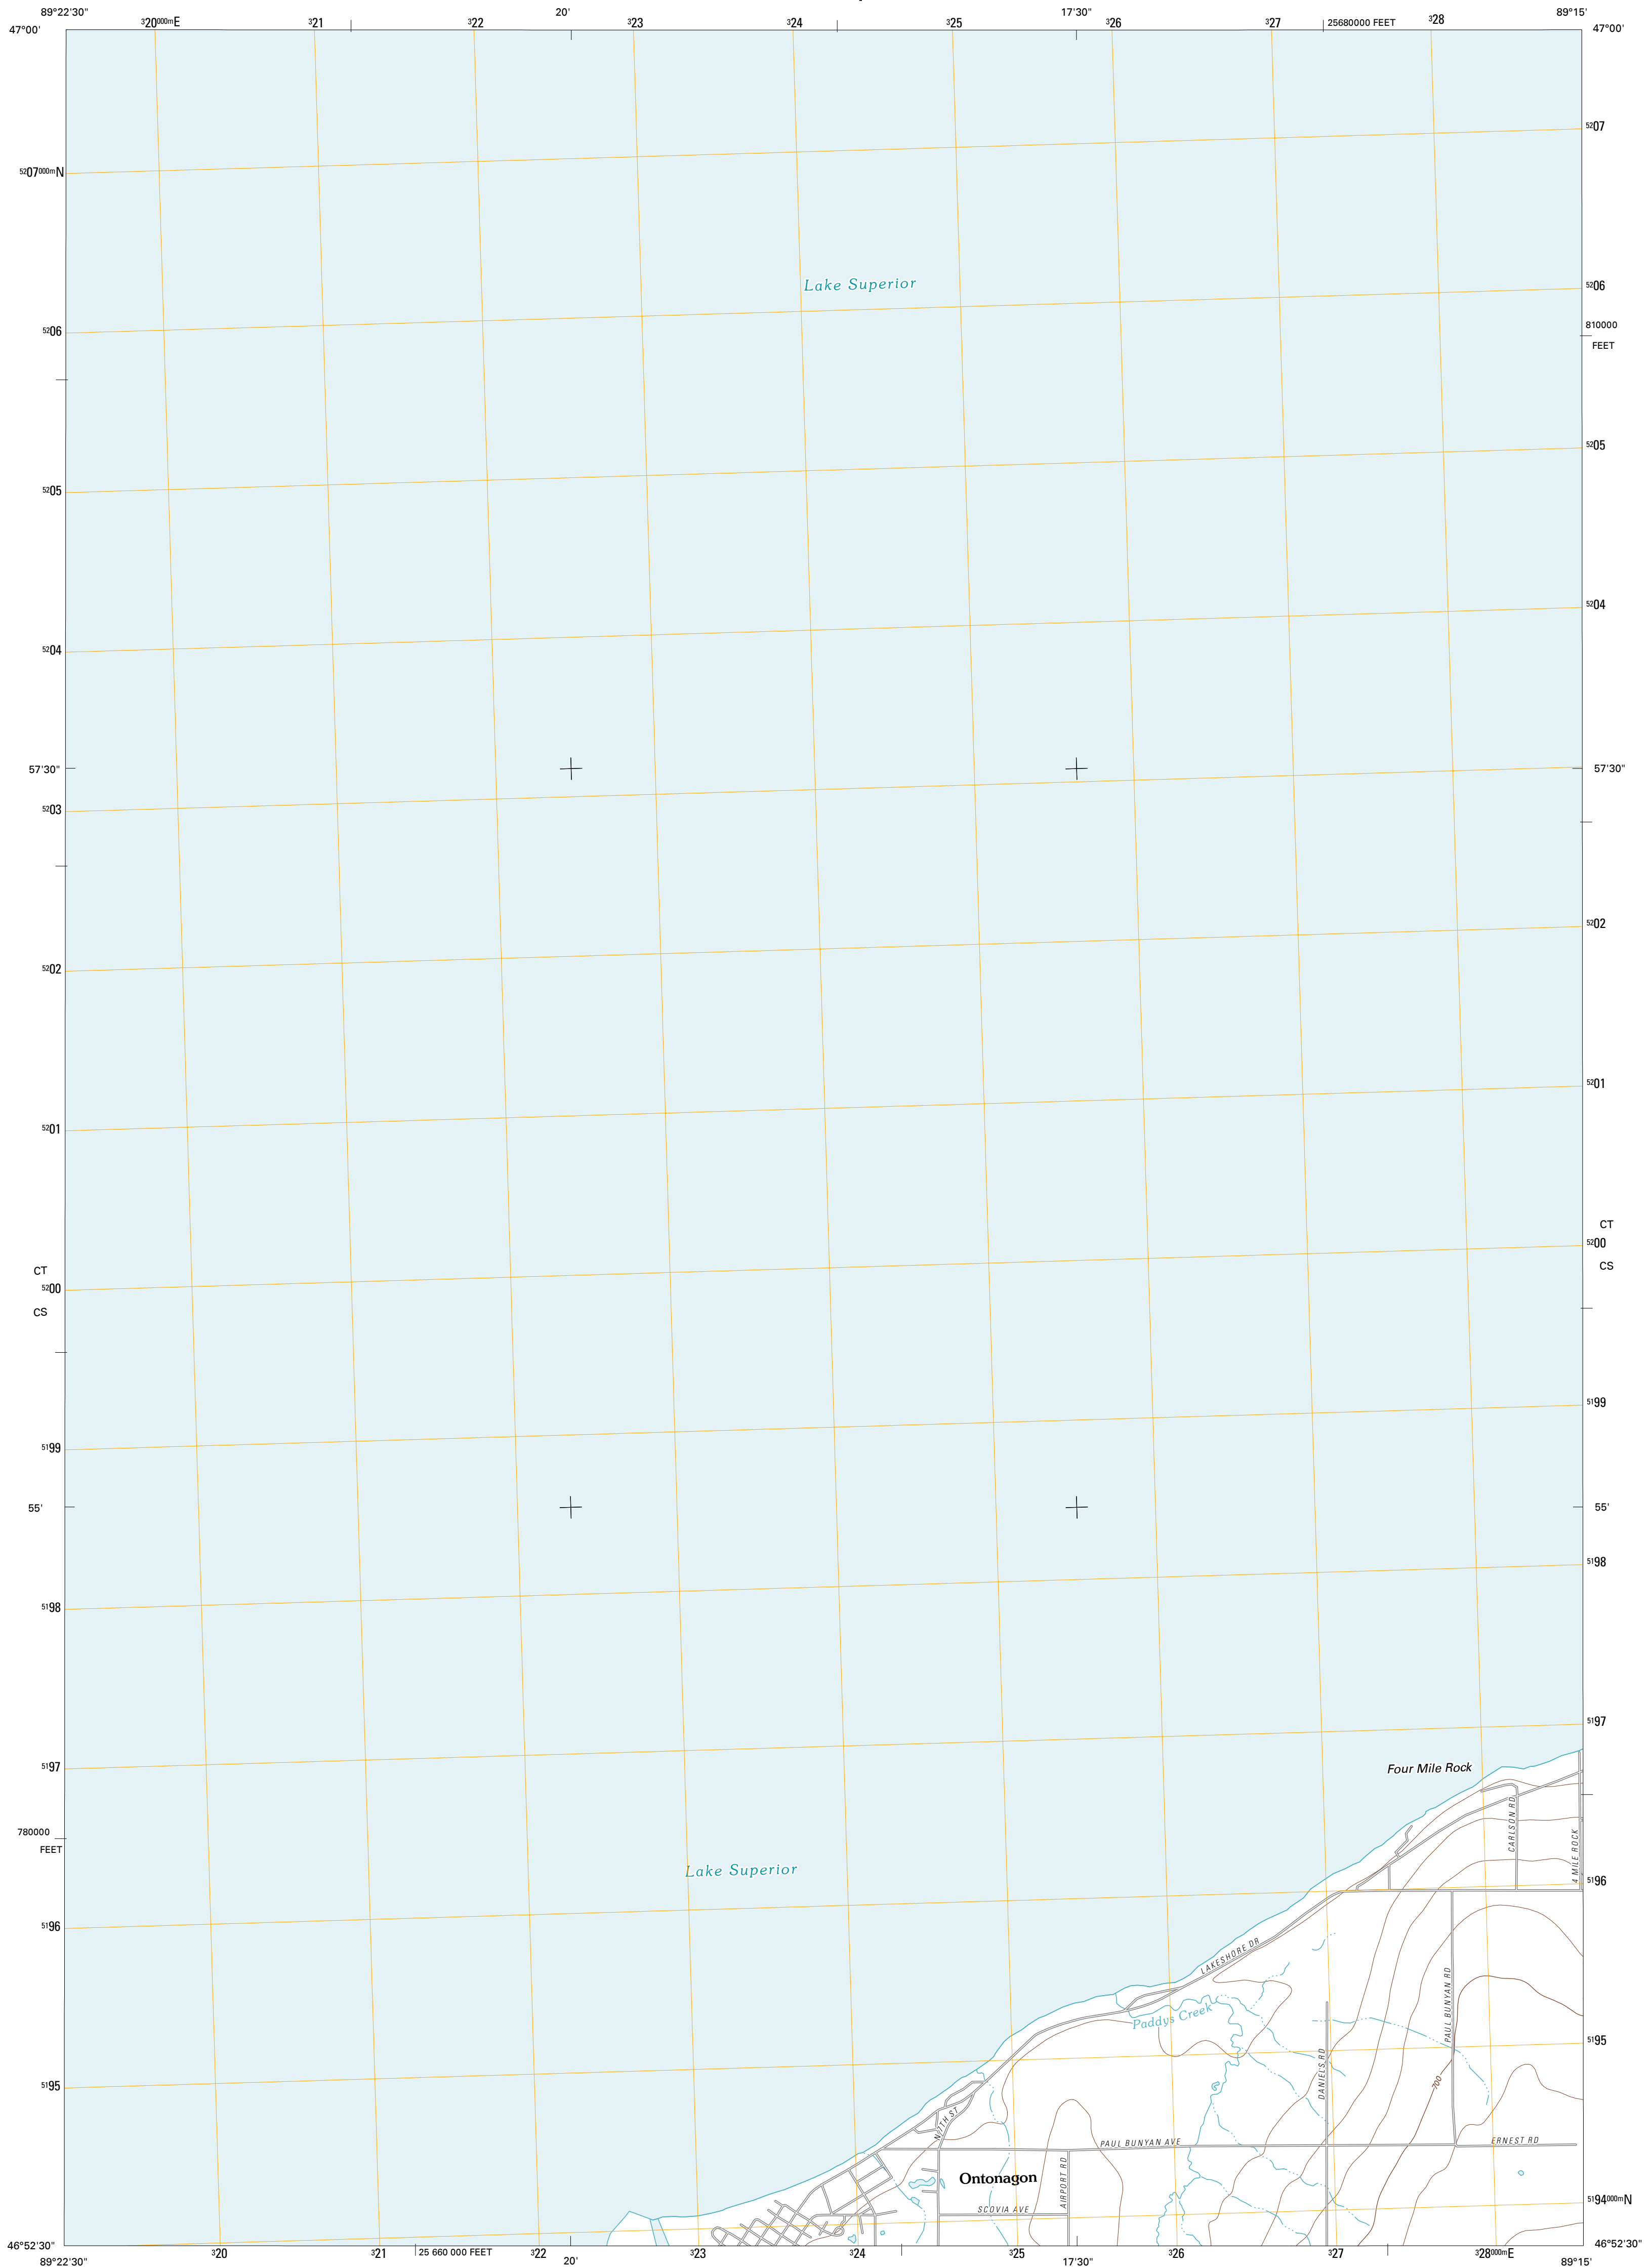 89°22'30" 320000mE 321 322 20' 323 324 325 17'30" 326 327 25680000 FEET 328 89°15'
47°00' 47°00'
5207
5207000mN
Lake Superior
5206
810000
FEET
5206
5205
5205
5204
5204
57'30" 57'30"
5203
5202
5202
5201
5201
CT
5200
CS
CT
5200
CS
5199
5199
55' 55'
5198
5198
5197
5197
Four Mile Rock
CARLSON RD
4 MILE ROCK
780000
FEET
Lake Superior
5196
5196
LAKESHORE DR
PAUL BUNYAN RD
Paddys Creek
5195
DANIELS RD
700
5195
N 7TH ST
PAUL BUNYAN AVE
ERNEST RD
Ontonagon
AIRPORT RD
SCOVIA AVE
5194000mN
46°52'30" 46°52'30"
320 321 25 660 000 FEET 322 323 324 325 326 327 328000mE
89°22'30" 20' 17'30" 89°15'